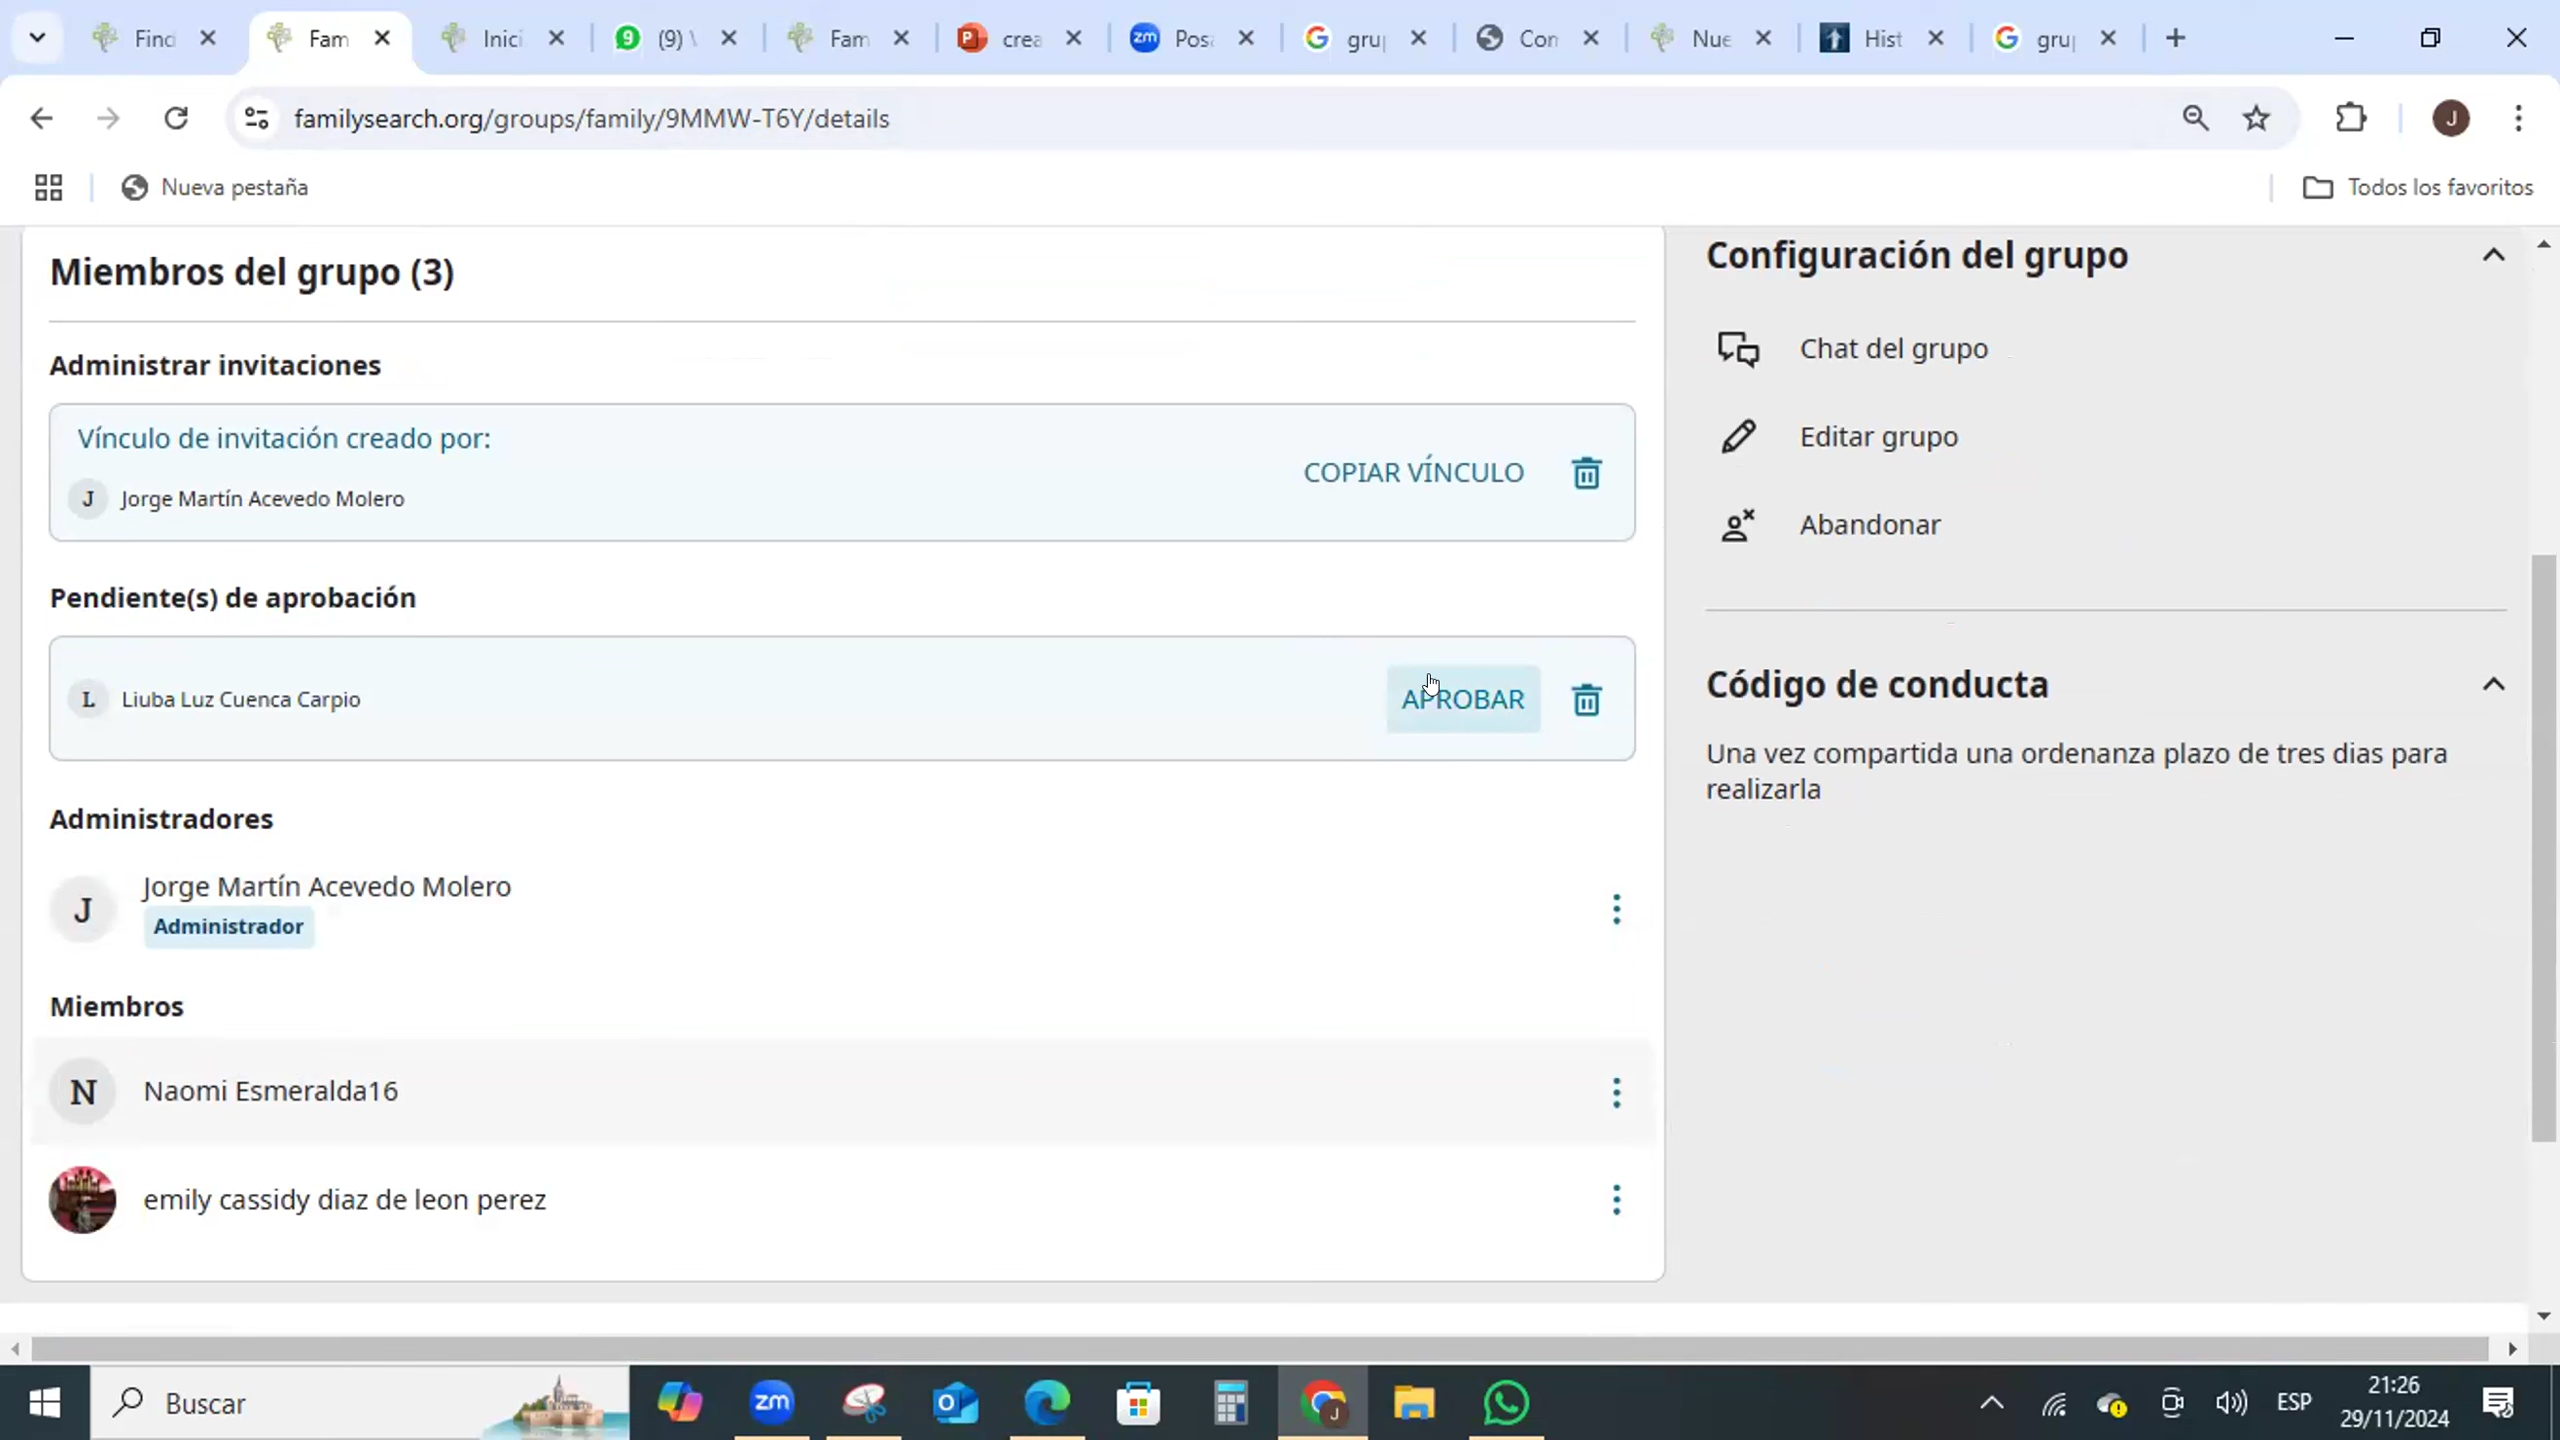 Find
Fam
Inici
9
(9)
Fam
P
crea
zm
Pos
gru
Con
Nue
Hist
gru
familysearch.org/groups/family/9MMW-T6Y/details
J
Nueva pestaña
Todos los favoritos
Miembros del grupo (3)
Administrar invitaciones
Vínculo de invitación creado por:
J
Jorge Martín Acevedo Molero
COPIAR VÍNCULO
Pendiente(s) de aprobación
L
Liuba Luz Cuenca Carpio
APROBAR
Administradores
J
Jorge Martín Acevedo Molero
Administrador
Miembros
N
Naomi Esmeralda16
emily cassidy diaz de leon perez
Configuración del grupo
Chat del grupo
Editar grupo
Abandonar
Código de conducta
Una vez compartida una ordenanza plazo de tres dias para
realizarla
Buscar
zm
J
ESP
21:26
29/11/2024